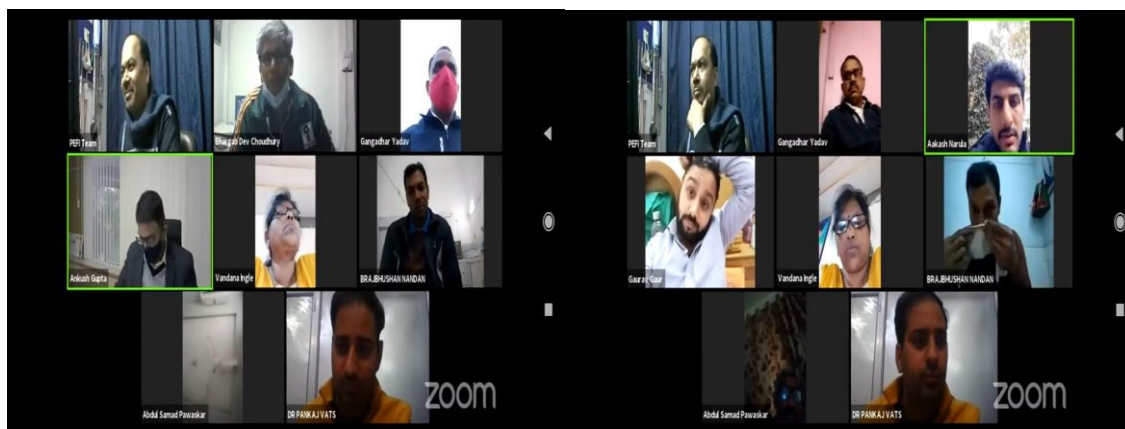 PEFI Team
Bhargab Dev Choudhury
Gangadhar Yadav
Ankush Gupta
Vandana Ingle
BRAJBHUSHAN NANDAN
Abdul Samad Pawaskar
DR PANKAJ VATS
zoom
PEFI Team
Gangadhar Yadav
Aakash Narula
Gaurav Gaur
Vandana Ingle
BRAJBHUSHAN NANDAN
Abdul Samad Pawaskar
DR PANKAJ VATS
zoom